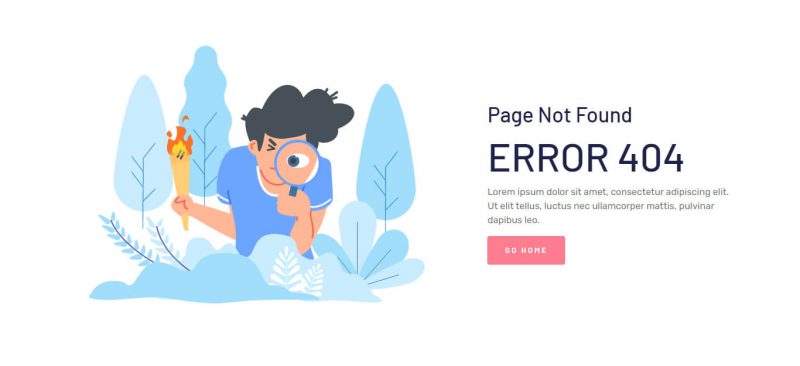 Page Not Found
ERROR 404
Lorem ipsum dolor sit amet, consectetur adipiscing elit.
Ut elit tellus, luctus nec ullamcorper mattis, pulvinar
dapibus leo.
GO HOME